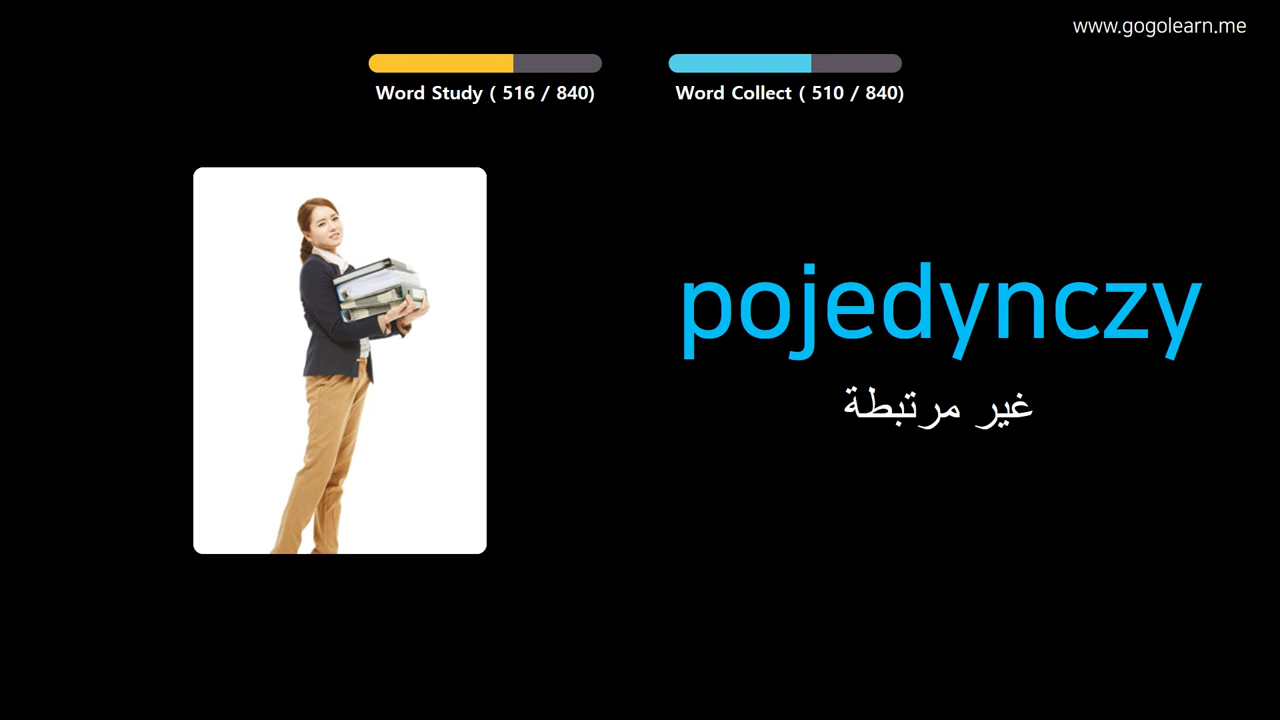 www.gogolearn.me
Word Study ( 516 / 840)
Word Collect ( 510 / 840)
pojedynczy
غير مرتبطة